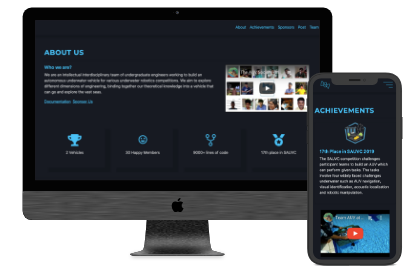 About Achievements Sponsors Post Team
ABOUT US
Who we are?
We are an intellectual interdisciplinary team of undergraduate engineers working to build an
autonomous underwater vehicle for various underwater robotics competitions. We aim to explore
different dimensions of engineering, binding together our theoretical knowledge into a vehicle that
can go and explore the vast seas.
Documentation Sponsor Us
2 Vehicles
30 Happy Members
9000+ lines of code
17th place in SAUVC
ACHIEVEMENTS
17th Place in SAUVC 2019
The SAUVC competition challenges
participant teams to build an AUV which
can perform given tasks. The tasks
involve four widely faced challenges
underwater such as AUV navigation,
visual identification, acoustic localisation
and robotic manipulation.
Team AUV at